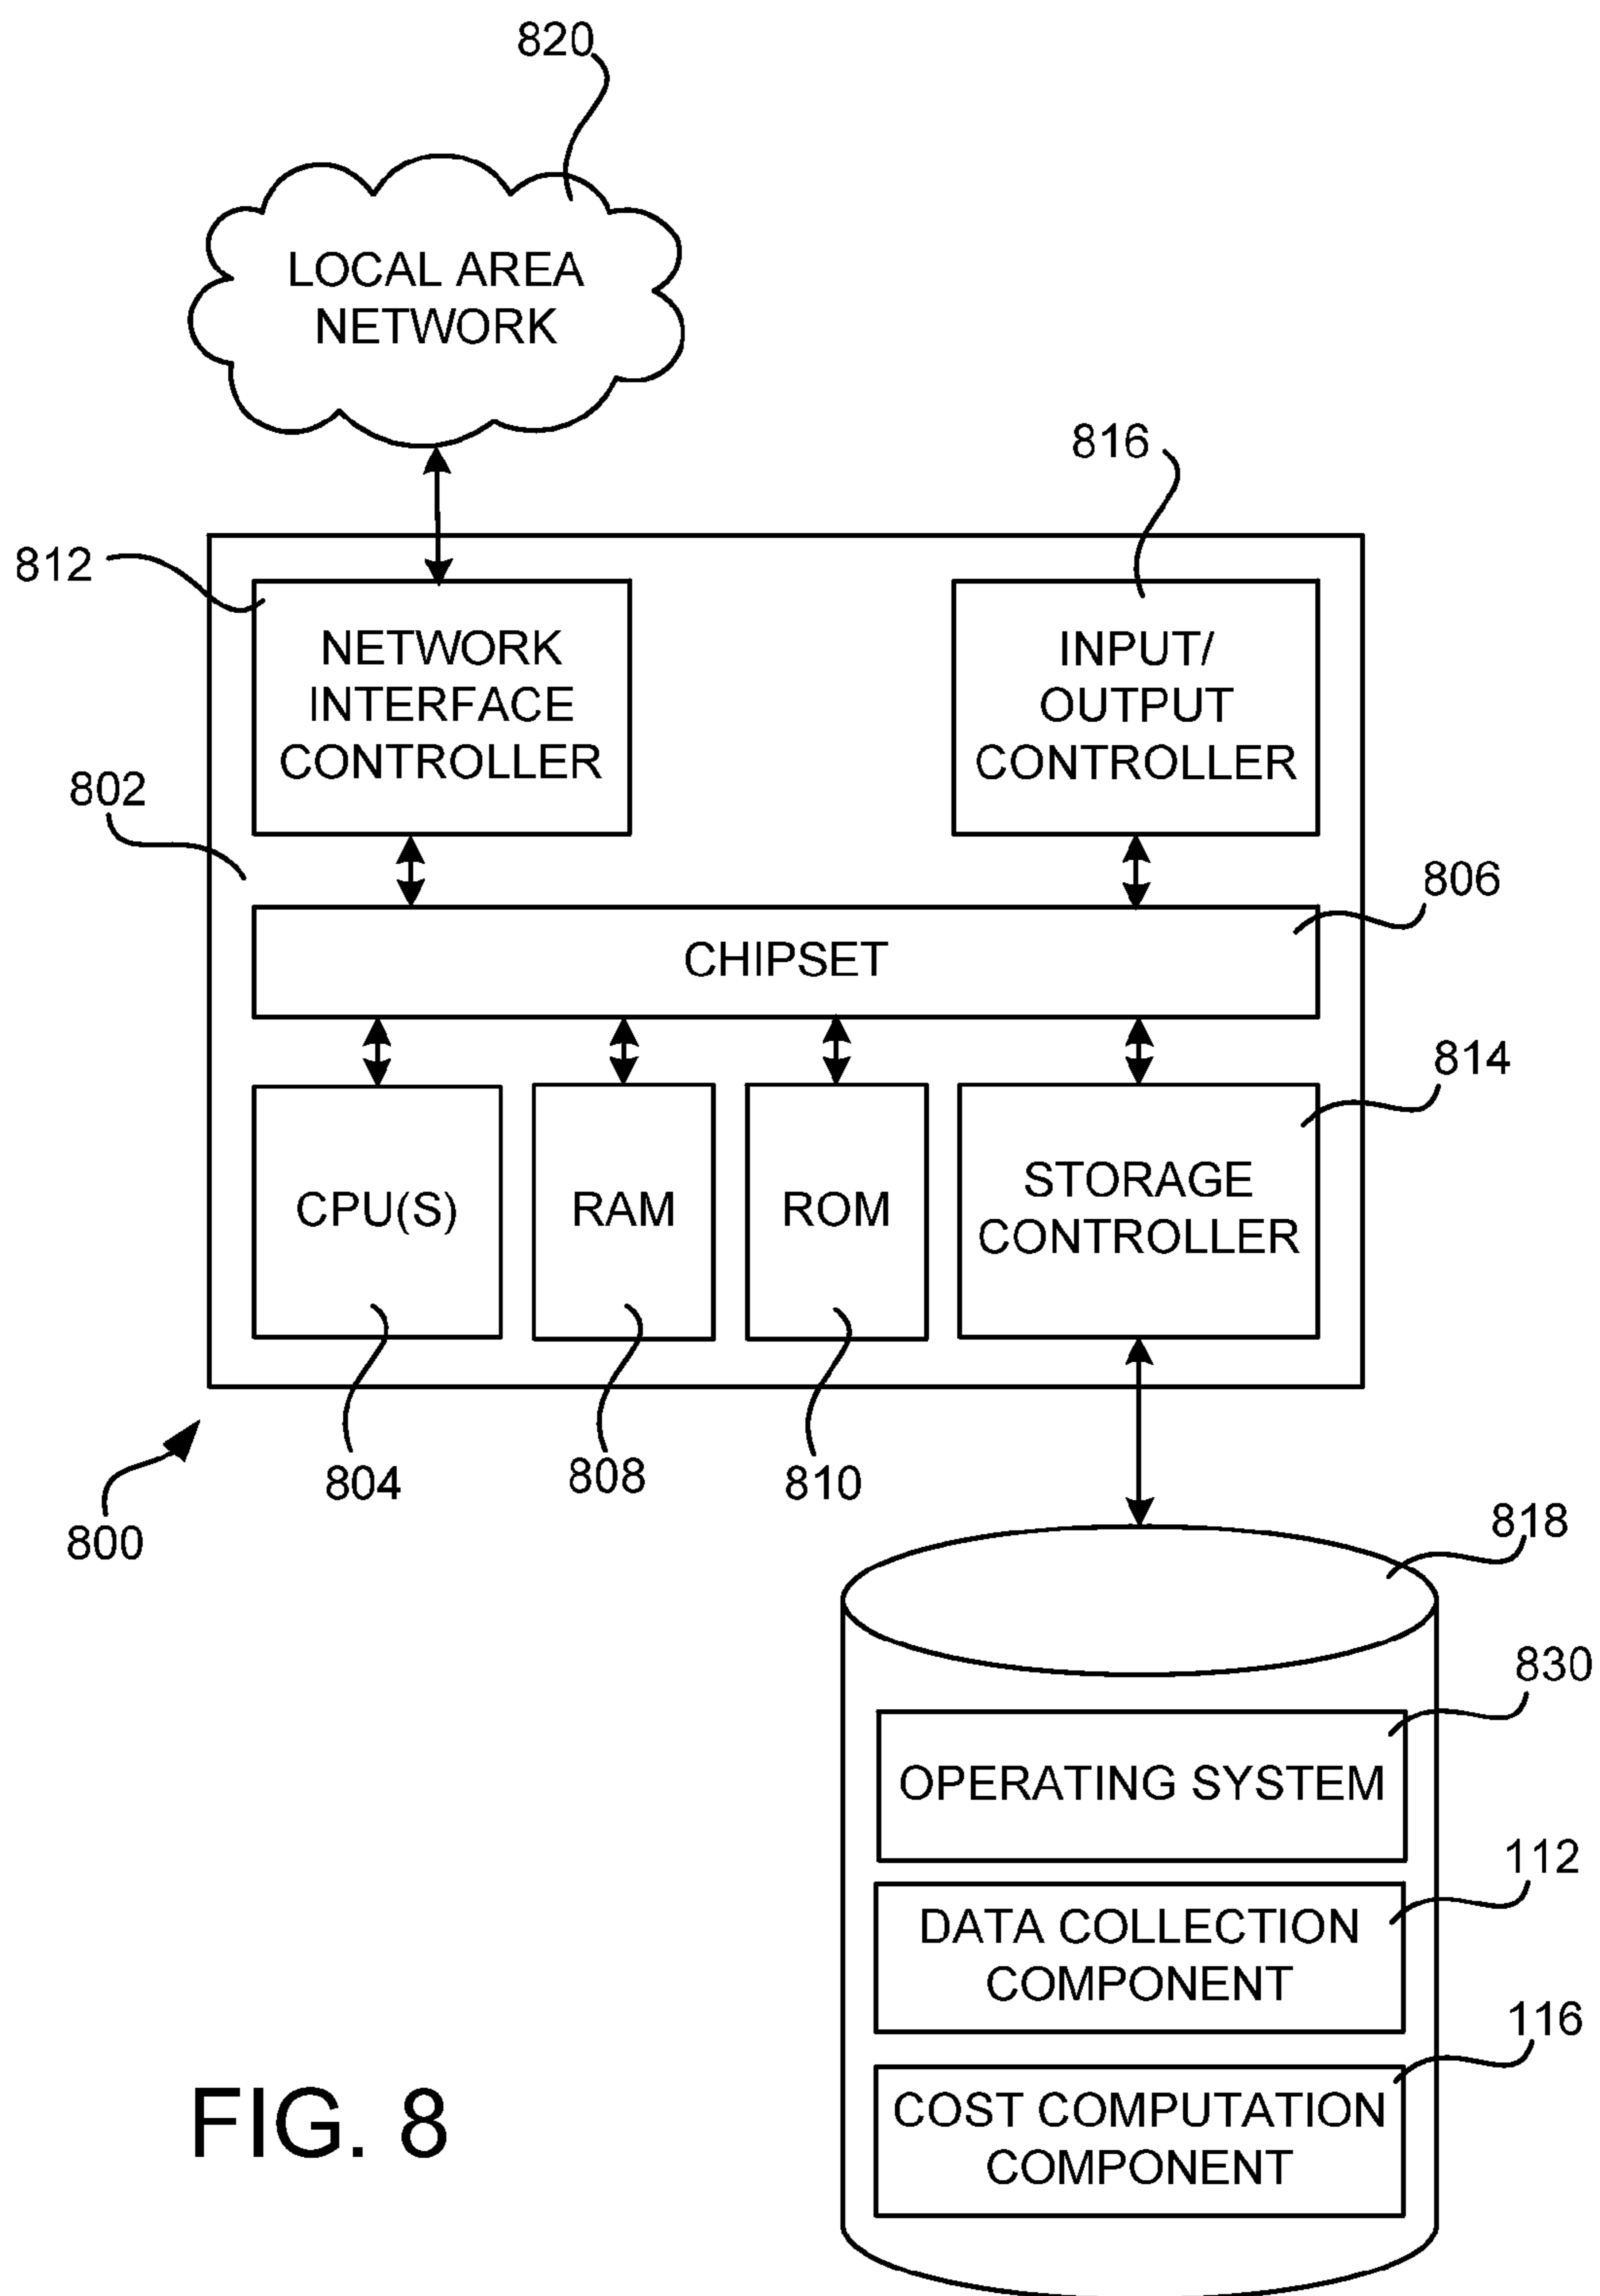 820
LOCAL AREA
NETWORK
816
812
NETWORK
INTERFACE
CONTROLLER
INPUT/
OUTPUT
CONTROLLER
802
806
CHIPSET
814
CPU(S)
RAM
ROM
STORAGE
CONTROLLER
804
808
810
800
818
830
OPERATING SYSTEM
112
DATA COLLECTION
COMPONENT
116
COST COMPUTATION
COMPONENT
FIG. 8